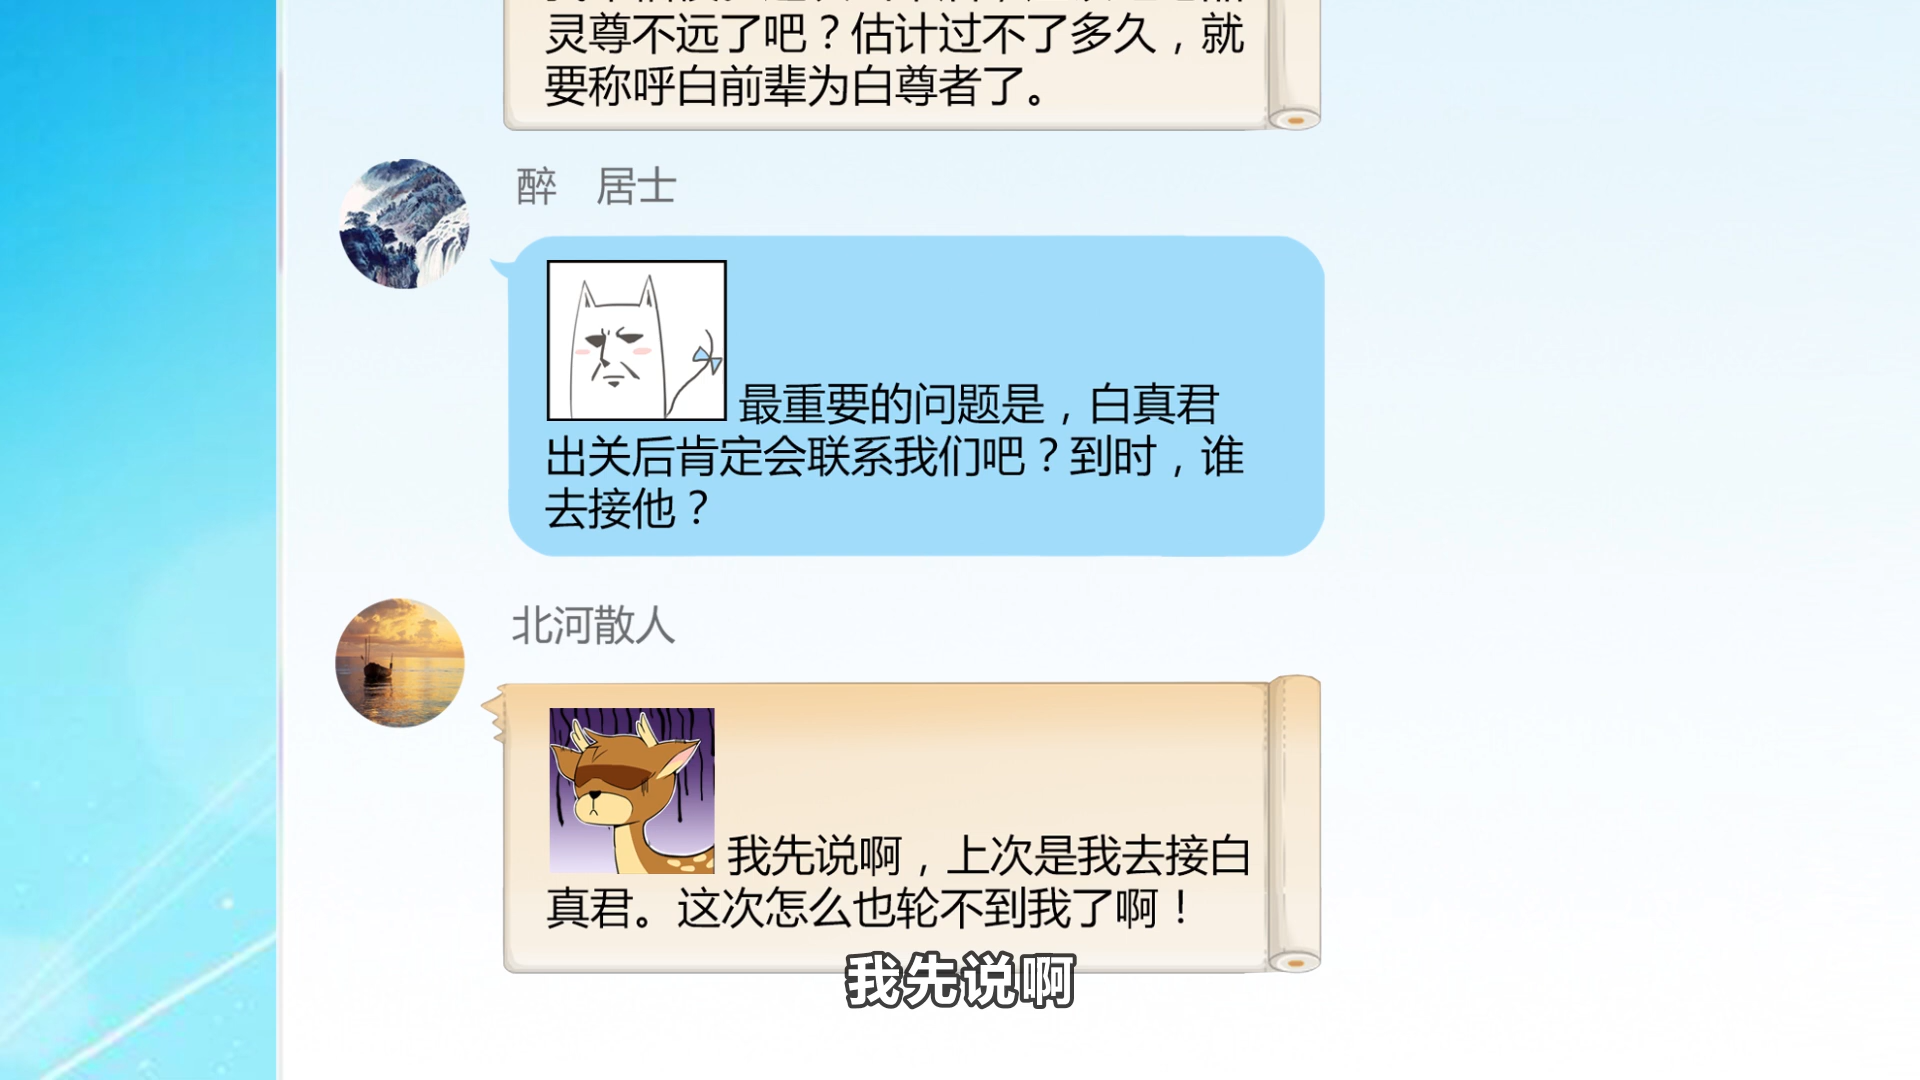 灵尊不远了吧？估计过不了多久，就
要称呼白前辈为白尊者了。
醉 居士
最重要的问题是，白真君
出关后肯定会联系我们吧？到时，谁
去接他？
北河散人
我先说啊，上次是我去接白
真君。这次怎么也轮不到我了啊！
我先说啊